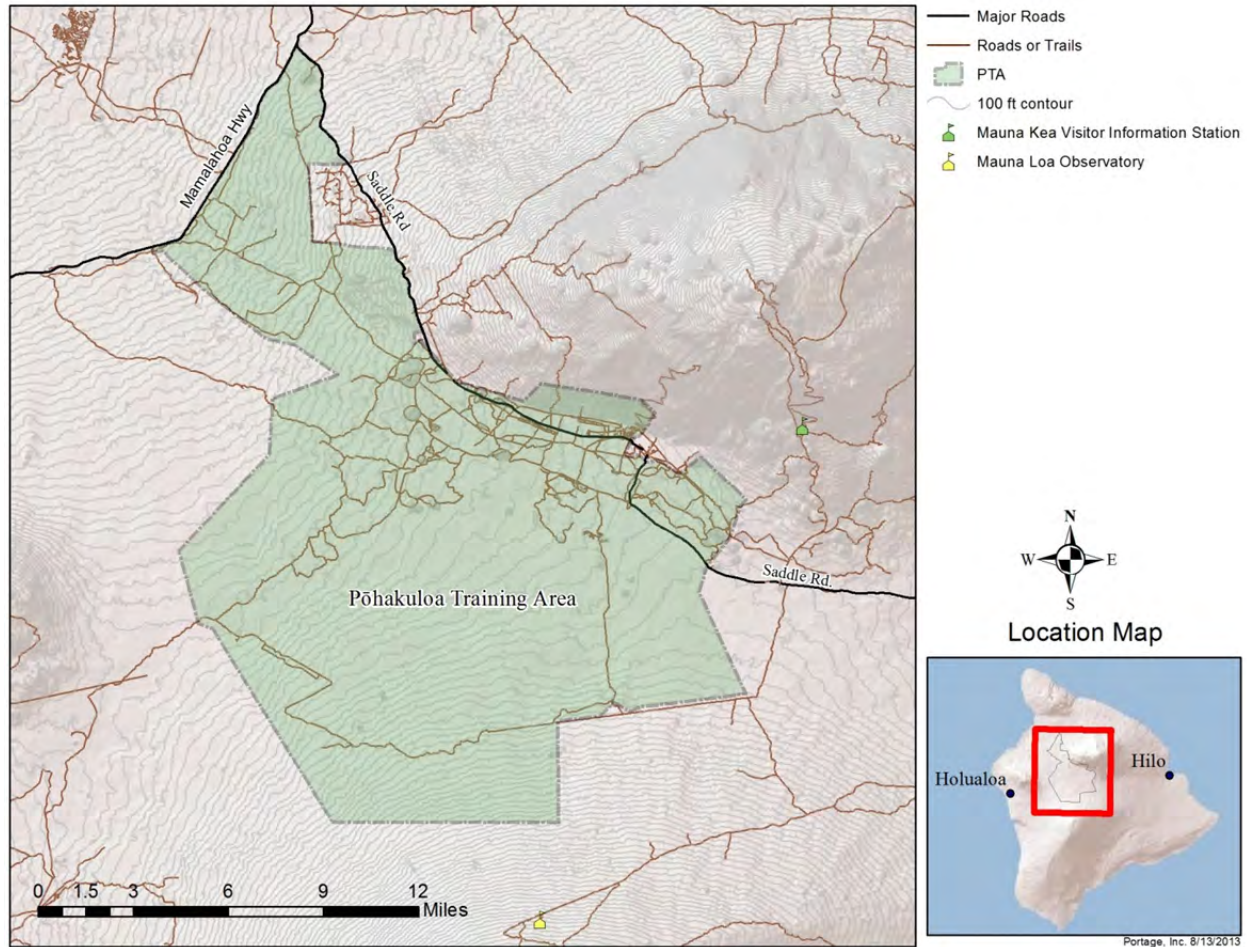 Major Roads
Roads or Trails
PTA
100 ft contour
Mauna Kea Visitor Information Station
Mauna Loa Observatory
Mamalahoa Hwy
Saddle Rd
Saddle Rd.
Pōhakuloa Training Area
N
W E
S
Location Map
Hilo
Holualoa
0 1.5 3 6 9 12
Miles
Portage, Inc. 8/13/2013